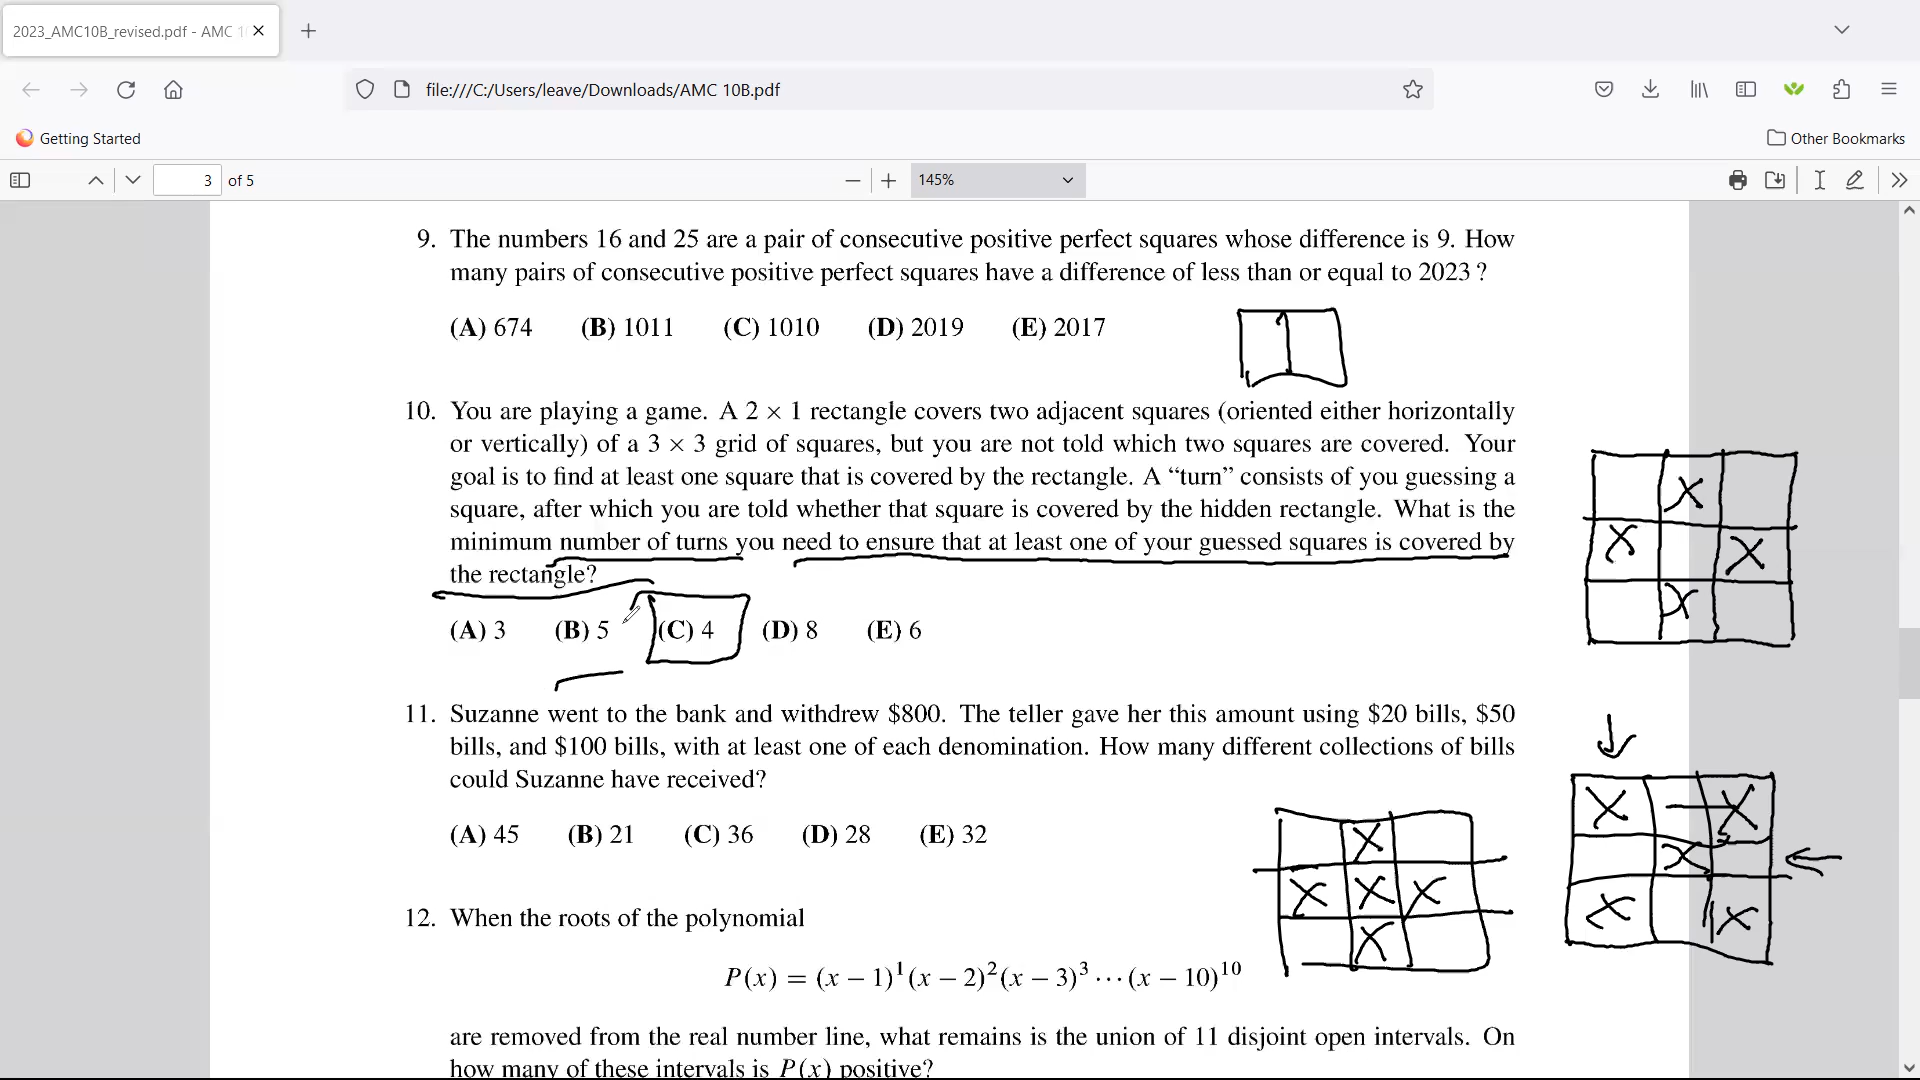 2023_AMC10B_revised.pdf - AMC 1
file:///C:/Users/leave/Downloads/AMC 10B.pdf
Getting Started
Other Bookmarks
3 of 5
145%
9. The numbers 16 and 25 are a pair of consecutive positive perfect squares whose difference is 9. How
many pairs of consecutive positive perfect squares have a difference of less than or equal to 2023 ?
(A) 674 (B) 1011 (C) 1010 (D) 2019 (E) 2017
10. You are playing a game. A 2 × 1 rectangle covers two adjacent squares (oriented either horizontally
or vertically) of a 3 × 3 grid of squares, but you are not told which two squares are covered. Your
goal is to find at least one square that is covered by the rectangle. A “turn” consists of you guessing a
square, after which you are told whether that square is covered by the hidden rectangle. What is the
minimum number of turns you need to ensure that at least one of your guessed squares is covered by
the rectangle?
(A) 3 (B) 5 (C) 4 (D) 8 (E) 6
X
X X
X
11. Suzanne went to the bank and withdrew $800. The teller gave her this amount using $20 bills, $50
bills, and $100 bills, with at least one of each denomination. How many different collections of bills
could Suzanne have received?
(A) 45 (B) 21 (C) 36 (D) 28 (E) 32
X
X X X
X
X X
X
X X
12. When the roots of the polynomial
P(x) = (x − 1)¹(x − 2)²(x − 3)³ ⋯ (x − 10)¹⁰
are removed from the real number line, what remains is the union of 11 disjoint open intervals. On
how many of these intervals is P(x) positive?